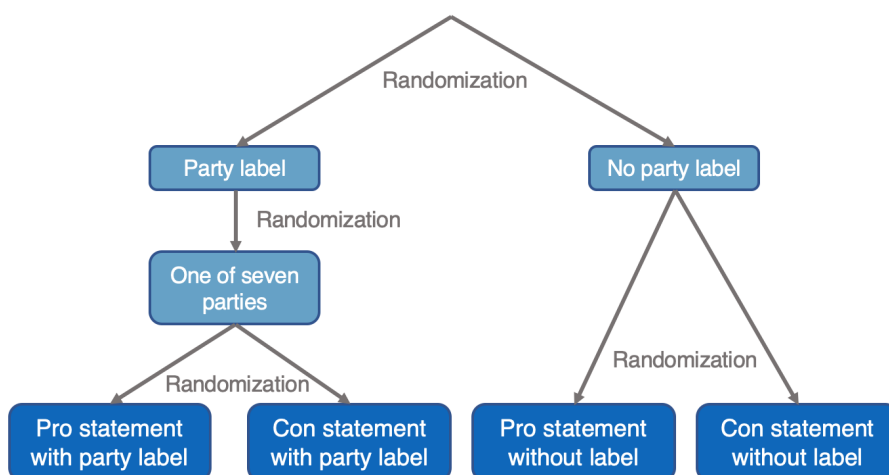 Randomization
Party label
No party label
Randomization
One of seven
parties
Randomization
Randomization
Pro statement
with party label
Con statement
with party label
Pro statement
without label
Con statement
without label